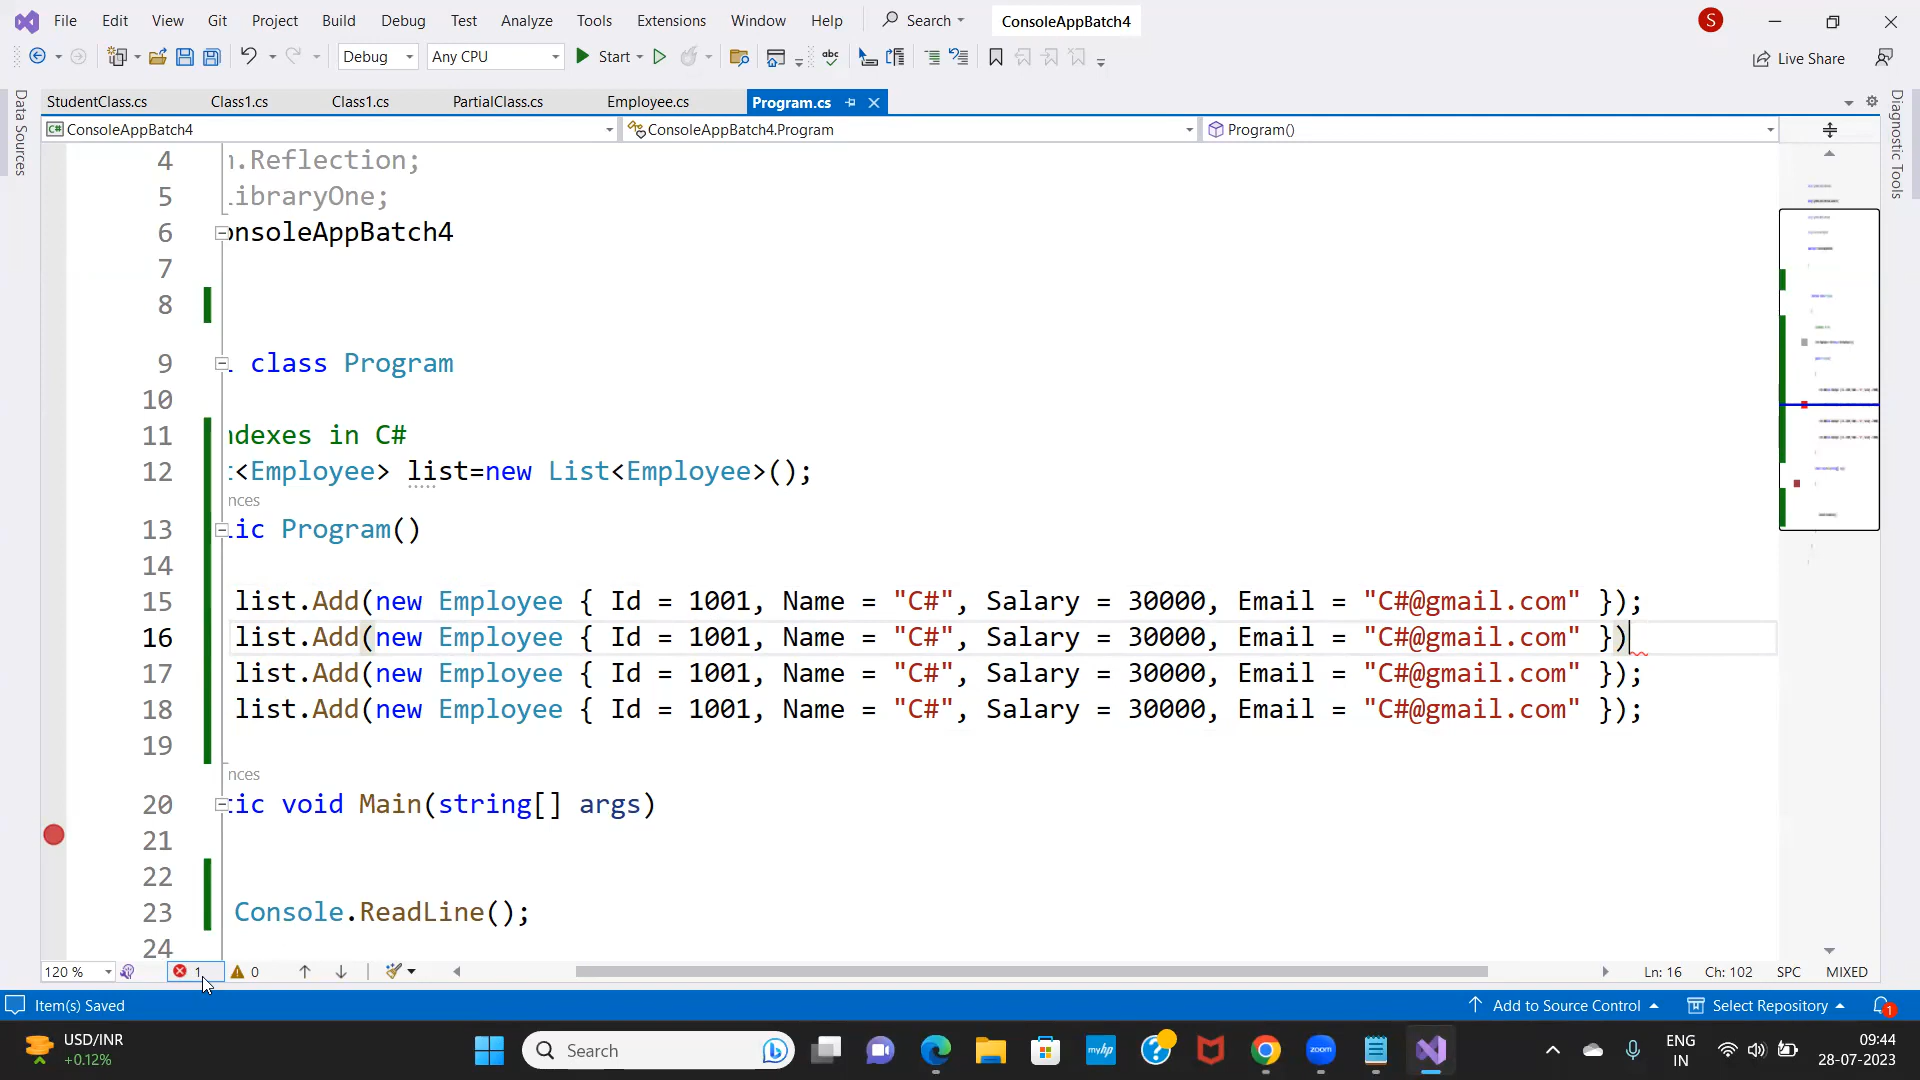 File Edit View Git Project Build Debug Test Analyze Tools Extensions Window Help Search ConsoleAppBatch4 S
Debug Any CPU Start Live Share
StudentClass.cs Class1.cs Class1.cs PartialClass.cs Employee.cs Program.cs
ConsoleAppBatch4 ConsoleAppBatch4.Program Program()
Data Sources
Diagnostic Tools
4 n.Reflection;
5 LibraryOne;
6 onsoleAppBatch4
7
8
9 class Program
10
11 ndexes in C#
12 t<Employee> list=new List<Employee>();
nces
13 lic Program()
14
15 list.Add(new Employee { Id = 1001, Name = "C#", Salary = 30000, Email = "C#@gmail.com" });
16 list.Add(new Employee { Id = 1001, Name = "C#", Salary = 30000, Email = "C#@gmail.com" })
17 list.Add(new Employee { Id = 1001, Name = "C#", Salary = 30000, Email = "C#@gmail.com" });
18 list.Add(new Employee { Id = 1001, Name = "C#", Salary = 30000, Email = "C#@gmail.com" });
19
nces
20 tic void Main(string[] args)
21
22
23 Console.ReadLine();
24
120 % 1 0 Ln: 16 Ch: 102 SPC MIXED
Item(s) Saved Add to Source Control Select Repository 1
USD/INR
+0.12%
Search
myhp
zoom
ENG
IN
09:44
28-07-2023